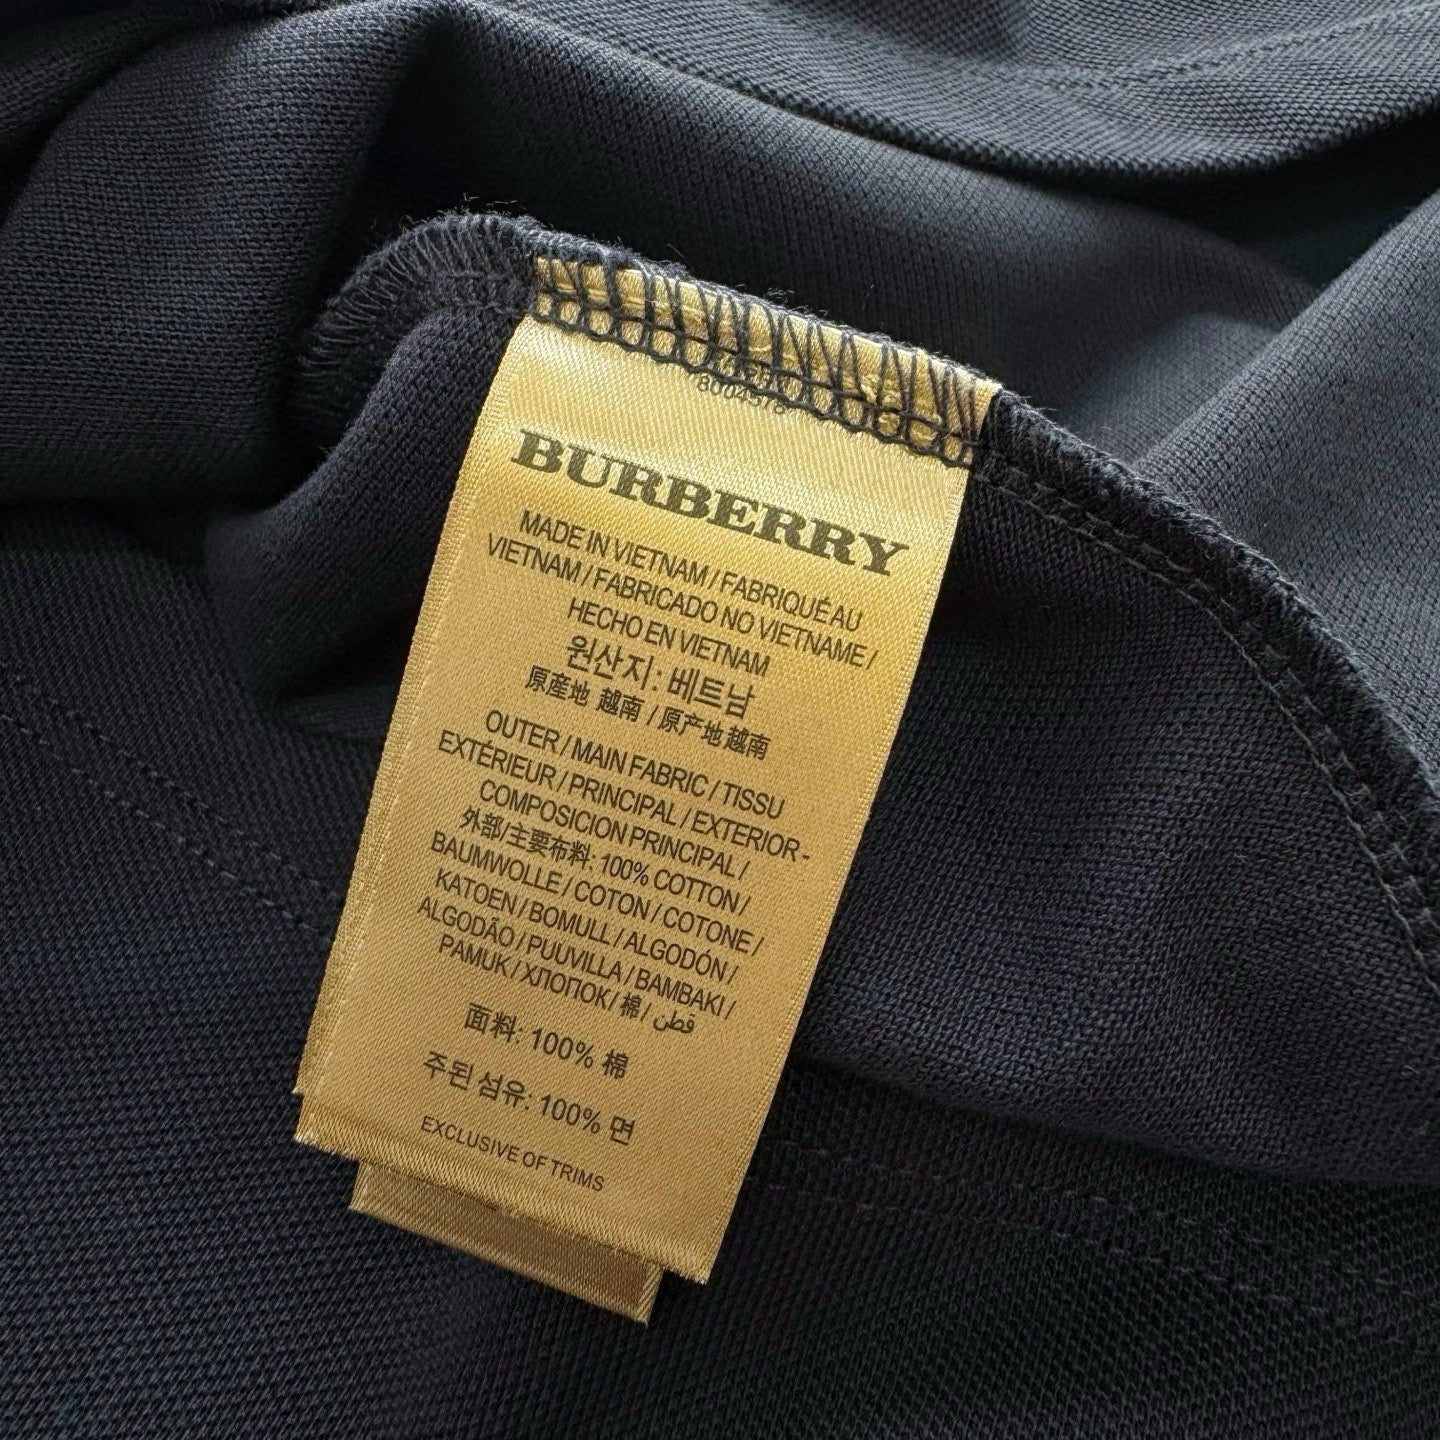 8004578
BURBERRY
MADE IN VIETNAM / FABRIQUÉ AU
VIETNAM / FABRICADO NO VIETNAME /
HECHO EN VIETNAM
원산지: 베트남
原産地 越南 / 原产地 越南
OUTER / MAIN FABRIC / TISSU
EXTÉRIEUR / PRINCIPAL / EXTERIOR-
COMPOSICION PRINCIPAL /
外部/主要布料: 100% COTTON /
BAUMWOLLE / COTON / COTONE /
KATOEN / BOMULL / ALGODÓN /
ALGODÃO / PUUVILLA / BAMBAKI /
PAMUK / ХЛОПОК / 棉 / قطن
面料: 100% 棉
주된 섬유: 100% 면
EXCLUSIVE OF TRIMS